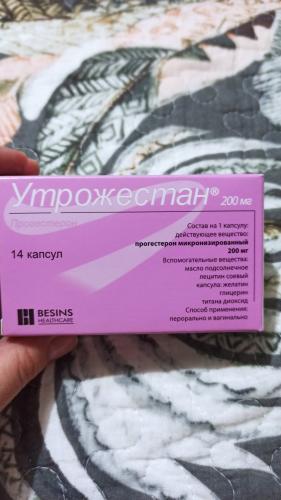 Утрожестан® 200 мг
Прогестерон
14 капсул
Состав на 1 капсулу:
действующее вещество:
прогестерон микронизированный
200 мг
Вспомогательные вещества:
масло подсолнечное
лецитин соевый
капсула: желатин
глицерин
титана диоксид
Способ применения:
перорально и вагинально
BESINS
HEALTHCARE